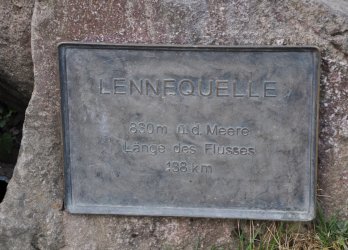 LENNEQUELLE
830m ü.d. Meere
Länge des Flusses
138 km